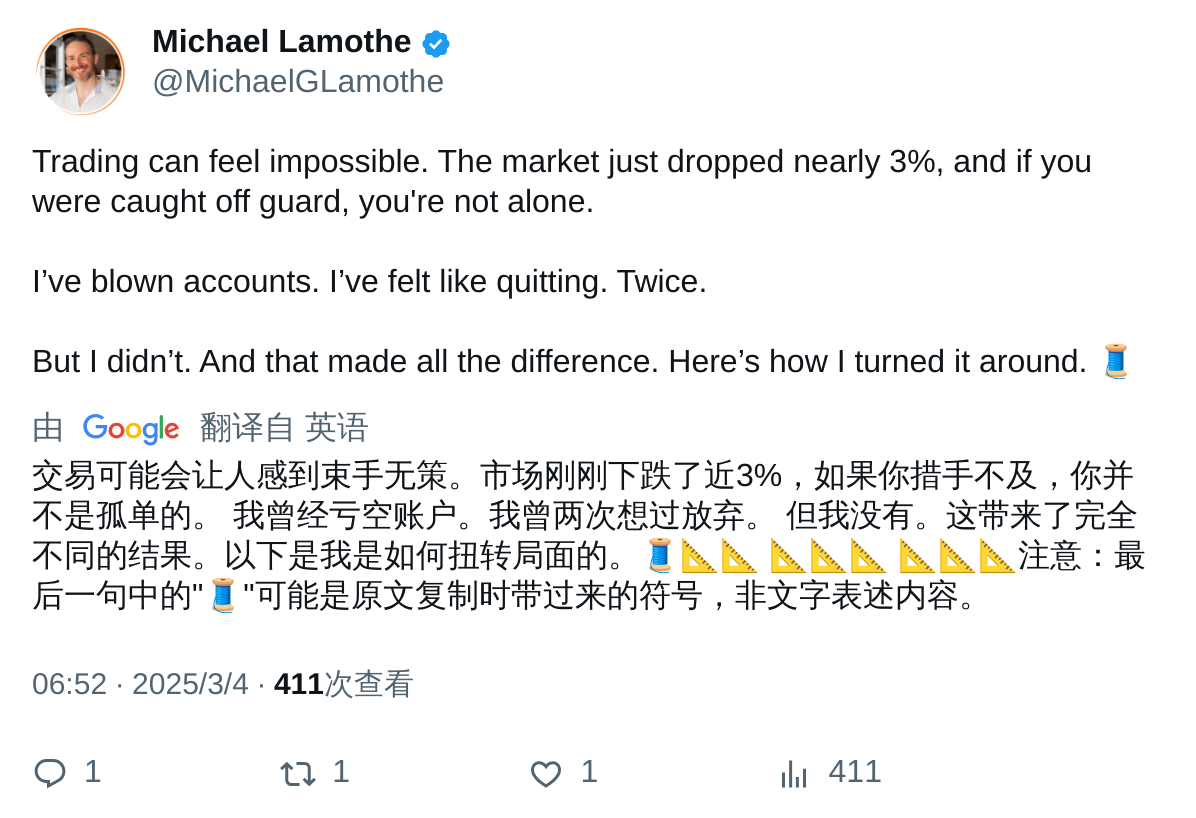 Michael Lamothe
@MichaelGLamothe
Trading can feel impossible. The market just dropped nearly 3%, and if you
were caught off guard, you're not alone.
I’ve blown accounts. I’ve felt like quitting. Twice.
But I didn’t. And that made all the difference. Here’s how I turned it around. 🧵
由 Google 翻译自 英语
交易可能会让人感到束手无策。市场刚刚下跌了近3%，如果你措手不及，你并
不是孤单的。 我曾经亏空账户。我曾两次想过放弃。 但我没有。这带来了完全
不同的结果。以下是我是如何扭转局面的。🧵📐📐 📐📐📐 📐📐📐注意：最
后一句中的"🧵"可能是原文复制时带过来的符号，非文字表述内容。
06:52 · 2025/3/4 · 411次查看
1 1 1 411